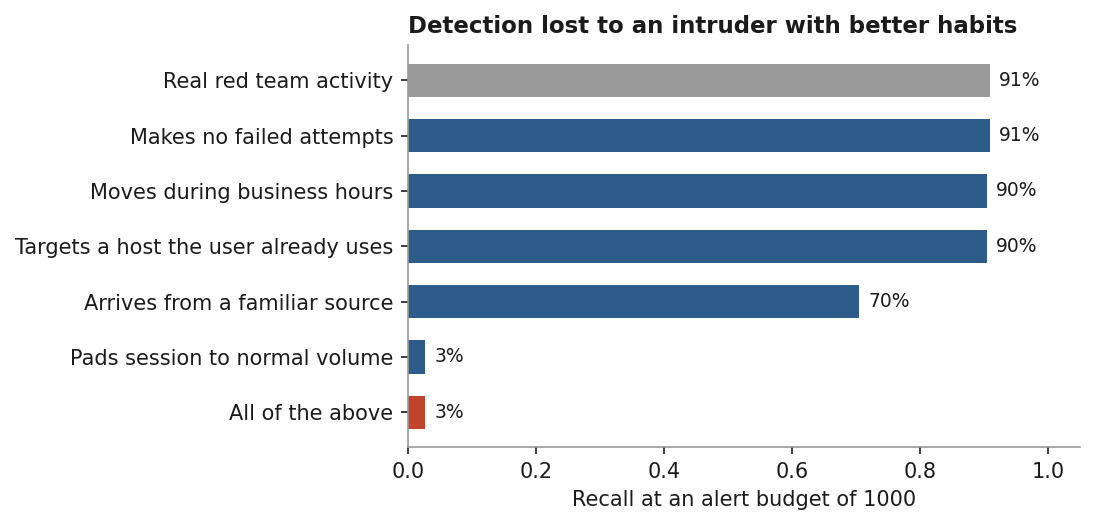 Detection lost to an intruder with better habits
Real red team activity 91%
Makes no failed attempts 91%
Moves during business hours 90%
Targets a host the user already uses 90%
Arrives from a familiar source 70%
Pads session to normal volume 3%
All of the above 3%
0.0 0.2 0.4 0.6 0.8 1.0
Recall at an alert budget of 1000